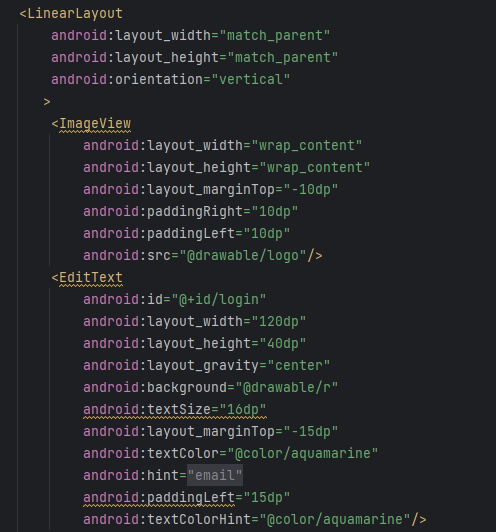 <LinearLayout
android:layout_width="match_parent"
android:layout_height="match_parent"
android:orientation="vertical"
>
<ImageView
android:layout_width="wrap_content"
android:layout_height="wrap_content"
android:layout_marginTop="-10dp"
android:paddingRight="10dp"
android:paddingLeft="10dp"
android:src="@drawable/logo"/>
<EditText
android:id="@+id/login"
android:layout_width="120dp"
android:layout_height="40dp"
android:layout_gravity="center"
android:background="@drawable/r"
android:textSize="16dp"
android:layout_marginTop="-15dp"
android:textColor="@color/aquamarine"
android:hint="email"
android:paddingLeft="15dp"
android:textColorHint="@color/aquamarine"/>